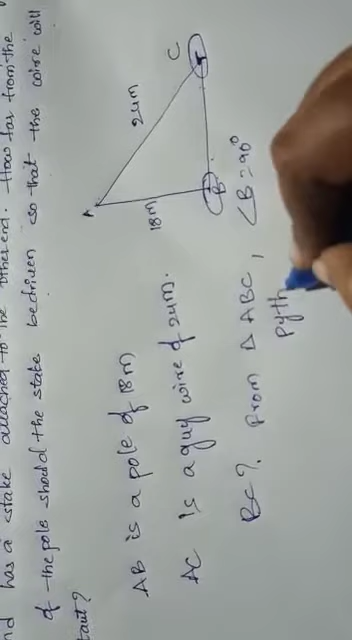 nd has a stake attached to the other end. How far from the
of the pole should the stake be driven so that the wire will
taut?
A
24m
C
18m
B
AB is a pole of 18m
AC is a guy wire of 24m.
BC? From Δ ABC, ∠B = 90°
Pyth